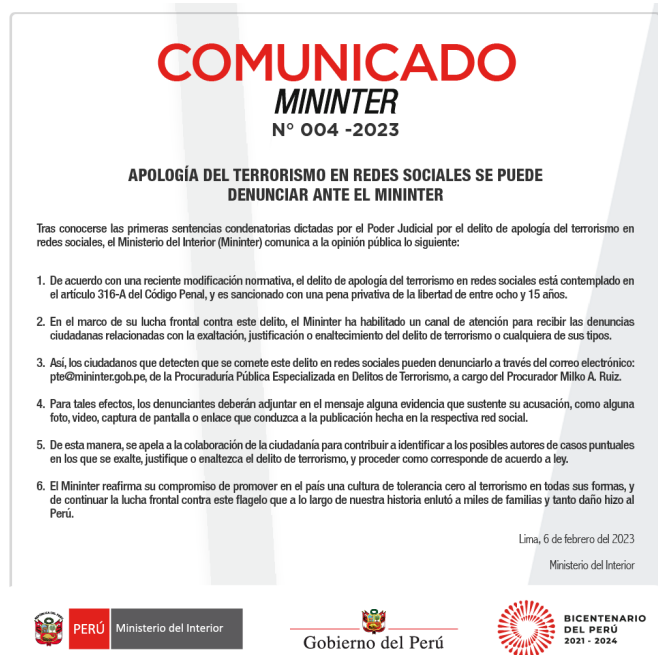 COMUNICADO
MININTER
N° 004 -2023
APOLOGÍA DEL TERRORISMO EN REDES SOCIALES SE PUEDE
DENUNCIAR ANTE EL MININTER
Tras conocerse las primeras sentencias condenatorias dictadas por el Poder Judicial por el delito de apología del terrorismo en
redes sociales, el Ministerio del Interior (Mininter) comunica a la opinión pública lo siguiente:
1. De acuerdo con una reciente modificación normativa, el delito de apología del terrorismo en redes sociales está contemplado en
el artículo 316-A del Código Penal, y es sancionado con una pena privativa de la libertad de entre ocho y 15 años.
2. En el marco de su lucha frontal contra este delito, el Mininter ha habilitado un canal de atención para recibir las denuncias
ciudadanas relacionadas con la exaltación, justificación o enaltecimiento del delito de terrorismo o cualquiera de sus tipos.
3. Así, los ciudadanos que detecten que se comete este delito en redes sociales pueden denunciarlo a través del correo electrónico:
pte@mininter.gob.pe, de la Procuraduría Pública Especializada en Delitos de Terrorismo, a cargo del Procurador Milko A. Ruiz.
4. Para tales efectos, los denunciantes deberán adjuntar en el mensaje alguna evidencia que sustente su acusación, como alguna
foto, video, captura de pantalla o enlace que conduzca a la publicación hecha en la respectiva red social.
5. De esta manera, se apela a la colaboración de la ciudadanía para contribuir a identificar a los posibles autores de casos puntuales
en los que se exalte, justifique o enaltezca el delito de terrorismo, y proceder como corresponde de acuerdo a ley.
6. El Mininter reafirma su compromiso de promover en el país una cultura de tolerancia cero al terrorismo en todas sus formas, y
de continuar la lucha frontal contra este flagelo que a lo largo de nuestra historia enlutó a miles de familias y tanto daño hizo al
Perú.
Lima, 6 de febrero del 2023
Ministerio del Interior
PERÚ Ministerio del Interior
Gobierno del Perú
BICENTENARIO
DEL PERÚ
2021 - 2024